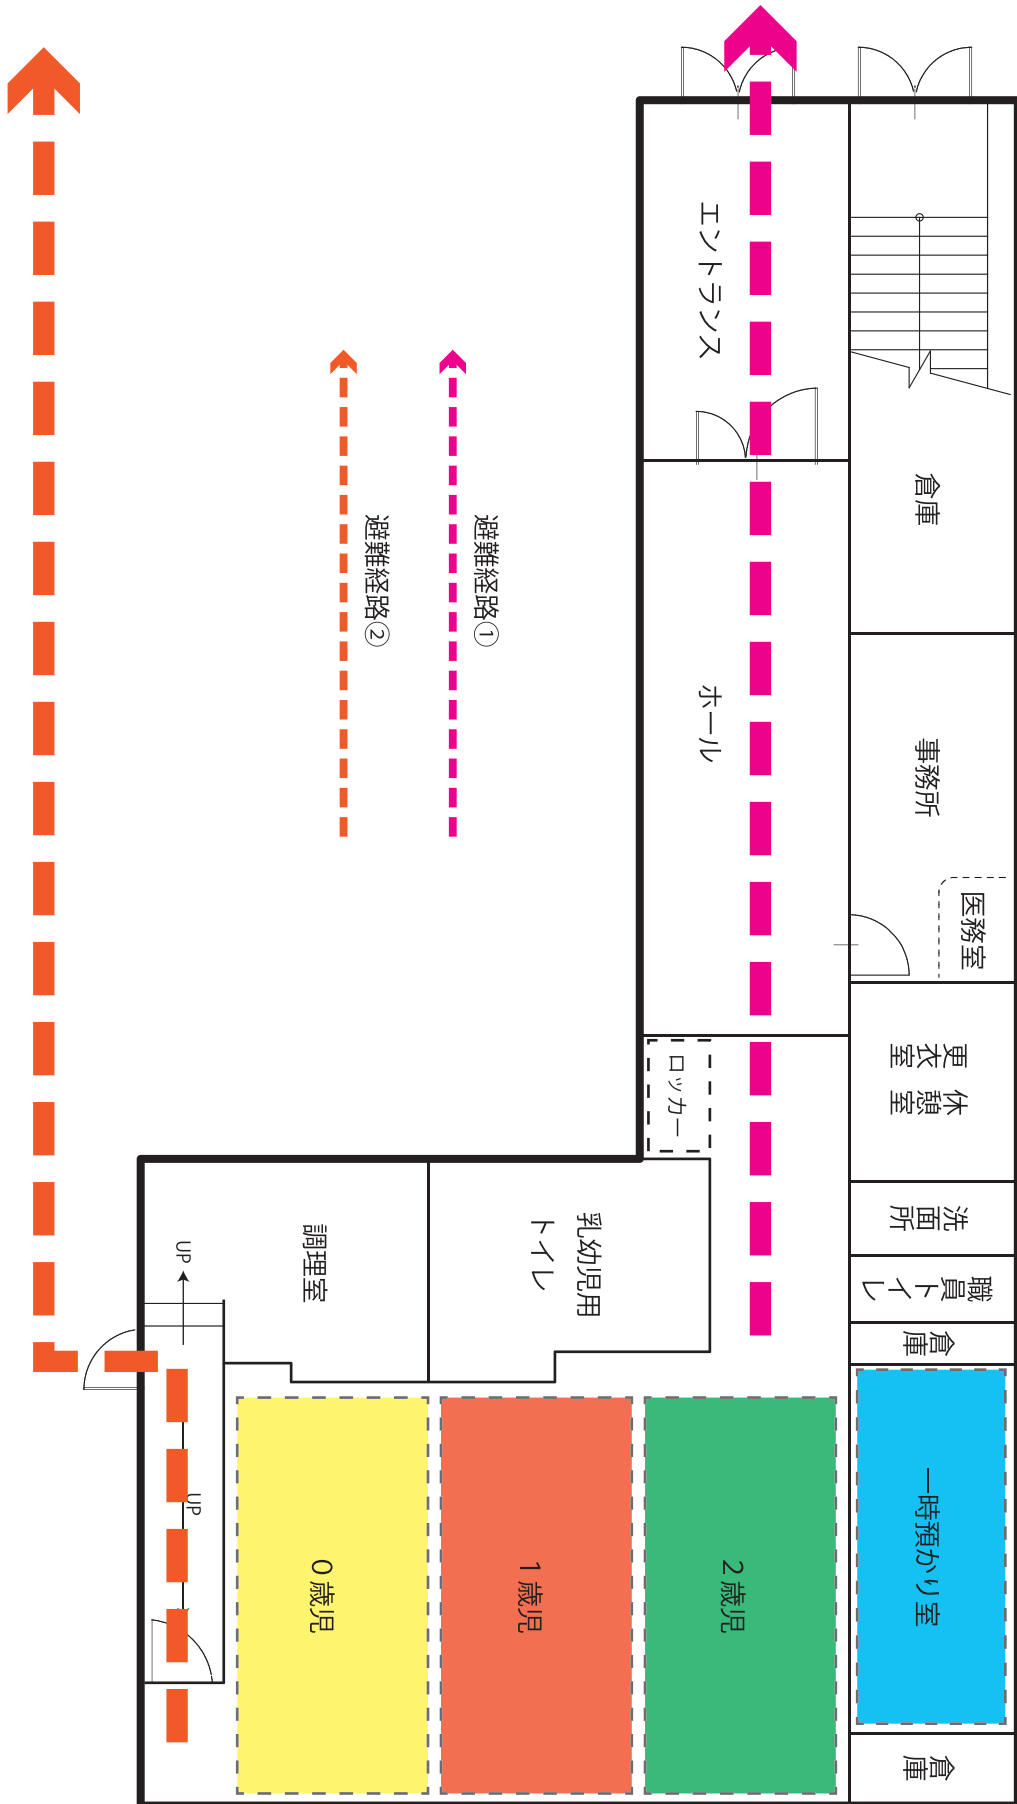 エントランス
倉庫
避難経路①
避難経路②
ホール
事務所
医務室
ロッカー
更衣室
休憩室
洗面所
職員トイレ
倉庫
乳幼児用
トイレ
調理室
UP
UP
0歳児
1歳児
2歳児
一時預かり室
倉庫